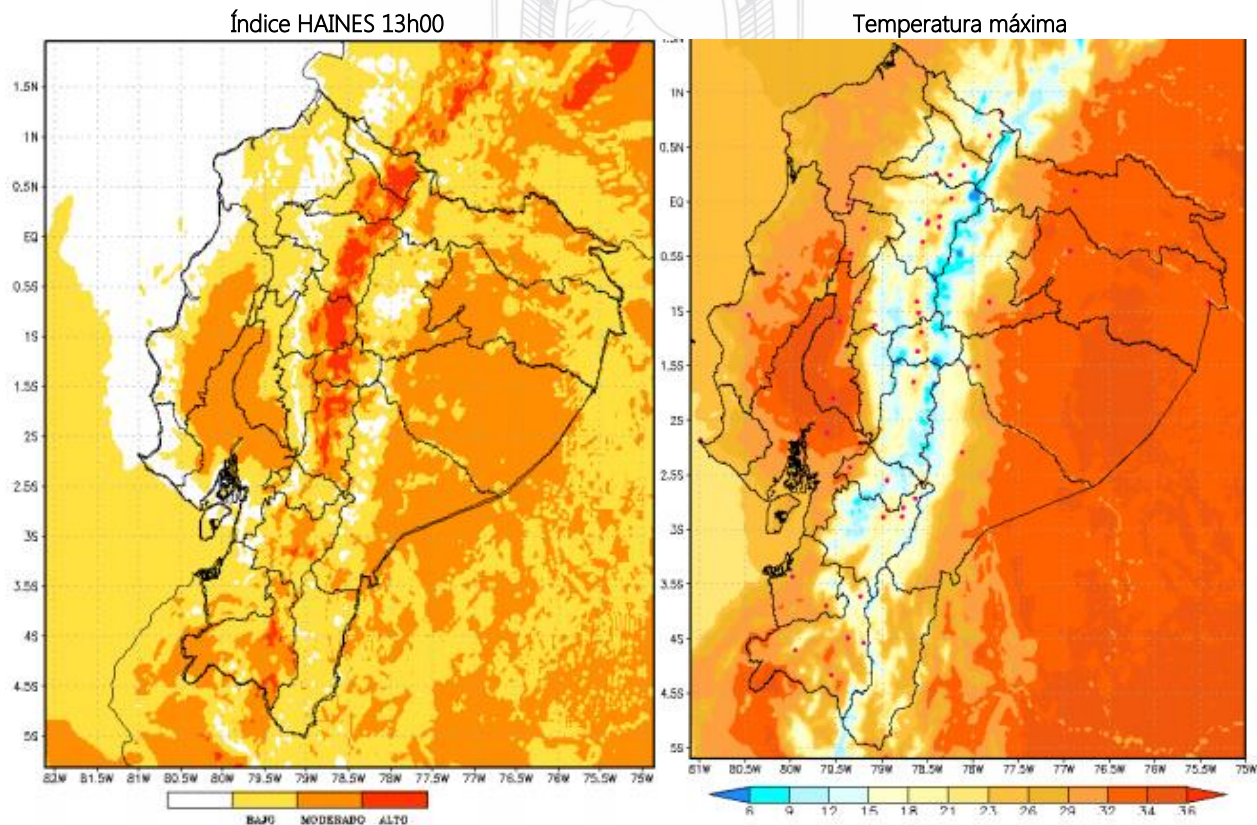 Índice HAINES 13h00
1.5N
1N
0.5N
EQ
0.5S
1S
1.5S
2S
2.5S
3S
3.5S
4S
4.5S
5S
82W 81.5W 81W 80.5W 80W 79.5W 79W 78.5W 78W 77.5W 77W 76.5W 76W 75.5W 75W
BAJO MODERADO ALTO
Temperatura máxima
1N
0.5N
EQ
0.5S
1S
1.5S
2S
2.5S
3S
3.5S
4S
4.5S
5S
81W 80.5W 80W 79.5W 79W 78.5W 78W 77.5W 77W 76.5W 76W 75.5W 75W
6 9 12 15 18 21 23 26 29 32 34 36